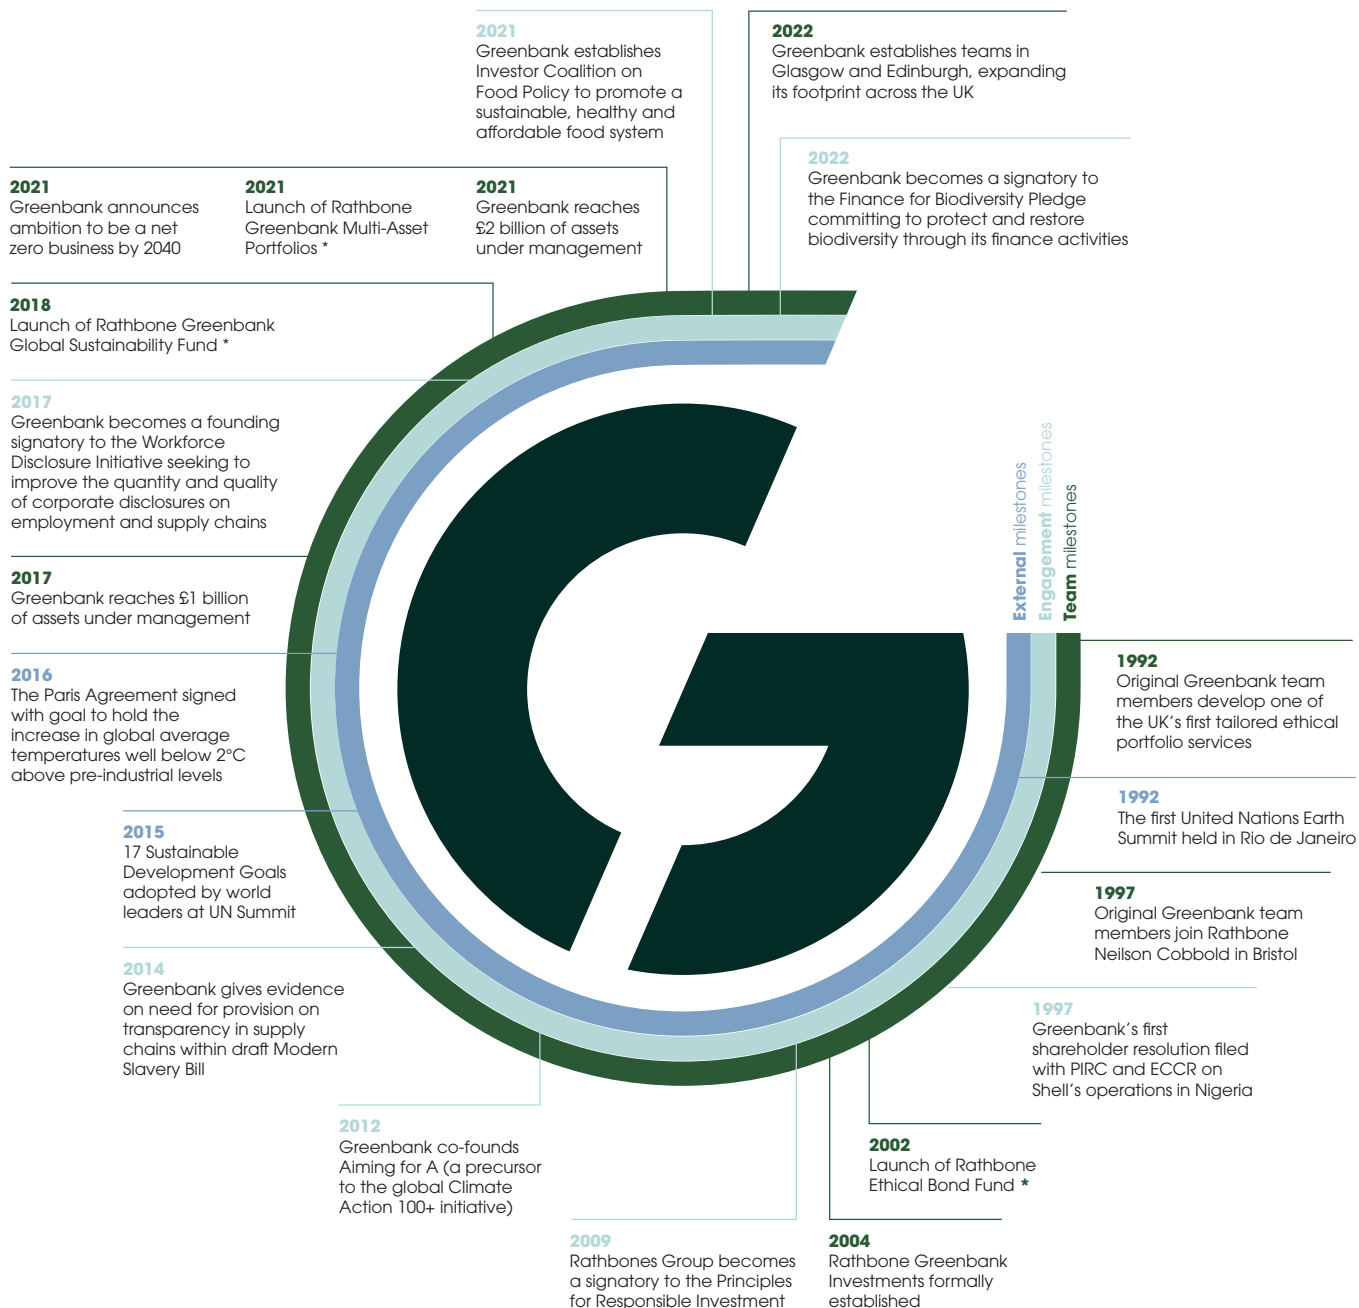 2021
Greenbank establishes
Investor Coalition on
Food Policy to promote a
sustainable, healthy and
affordable food system
2022
Greenbank establishes teams in
Glasgow and Edinburgh, expanding
its footprint across the UK
2022
Greenbank becomes a signatory to
the Finance for Biodiversity Pledge
committing to protect and restore
biodiversity through its finance activities
2021
Greenbank announces
ambition to be a net
zero business by 2040
2021
Launch of Rathbone
Greenbank Multi-Asset
Portfolios *
2021
Greenbank reaches
£2 billion of assets
under management
2018
Launch of Rathbone Greenbank
Global Sustainability Fund *
2017
Greenbank becomes a founding
signatory to the Workforce
Disclosure Initiative seeking to
improve the quantity and quality
of corporate disclosures on
employment and supply chains
2017
Greenbank reaches £1 billion
of assets under management
2016
The Paris Agreement signed
with goal to hold the
increase in global average
temperatures well below 2°C
above pre-industrial levels
2015
17 Sustainable
Development Goals
adopted by world
leaders at UN Summit
2014
Greenbank gives evidence
on need for provision on
transparency in supply
chains within draft Modern
Slavery Bill
2012
Greenbank co-founds
Aiming for A (a precursor
to the global Climate
Action 100+ initiative)
2009
Rathbones Group becomes
a signatory to the Principles
for Responsible Investment
2004
Rathbone Greenbank
Investments formally
established
2002
Launch of Rathbone
Ethical Bond Fund *
1997
Greenbank's first
shareholder resolution filed
with PIRC and ECCR on
Shell's operations in Nigeria
1997
Original Greenbank team
members join Rathbone
Neilson Cobbold in Bristol
1992
The first United Nations Earth
Summit held in Rio de Janeiro
1992
Original Greenbank team
members develop one of
the UK's first tailored ethical
portfolio services
External milestones
Engagement milestones
Team milestones